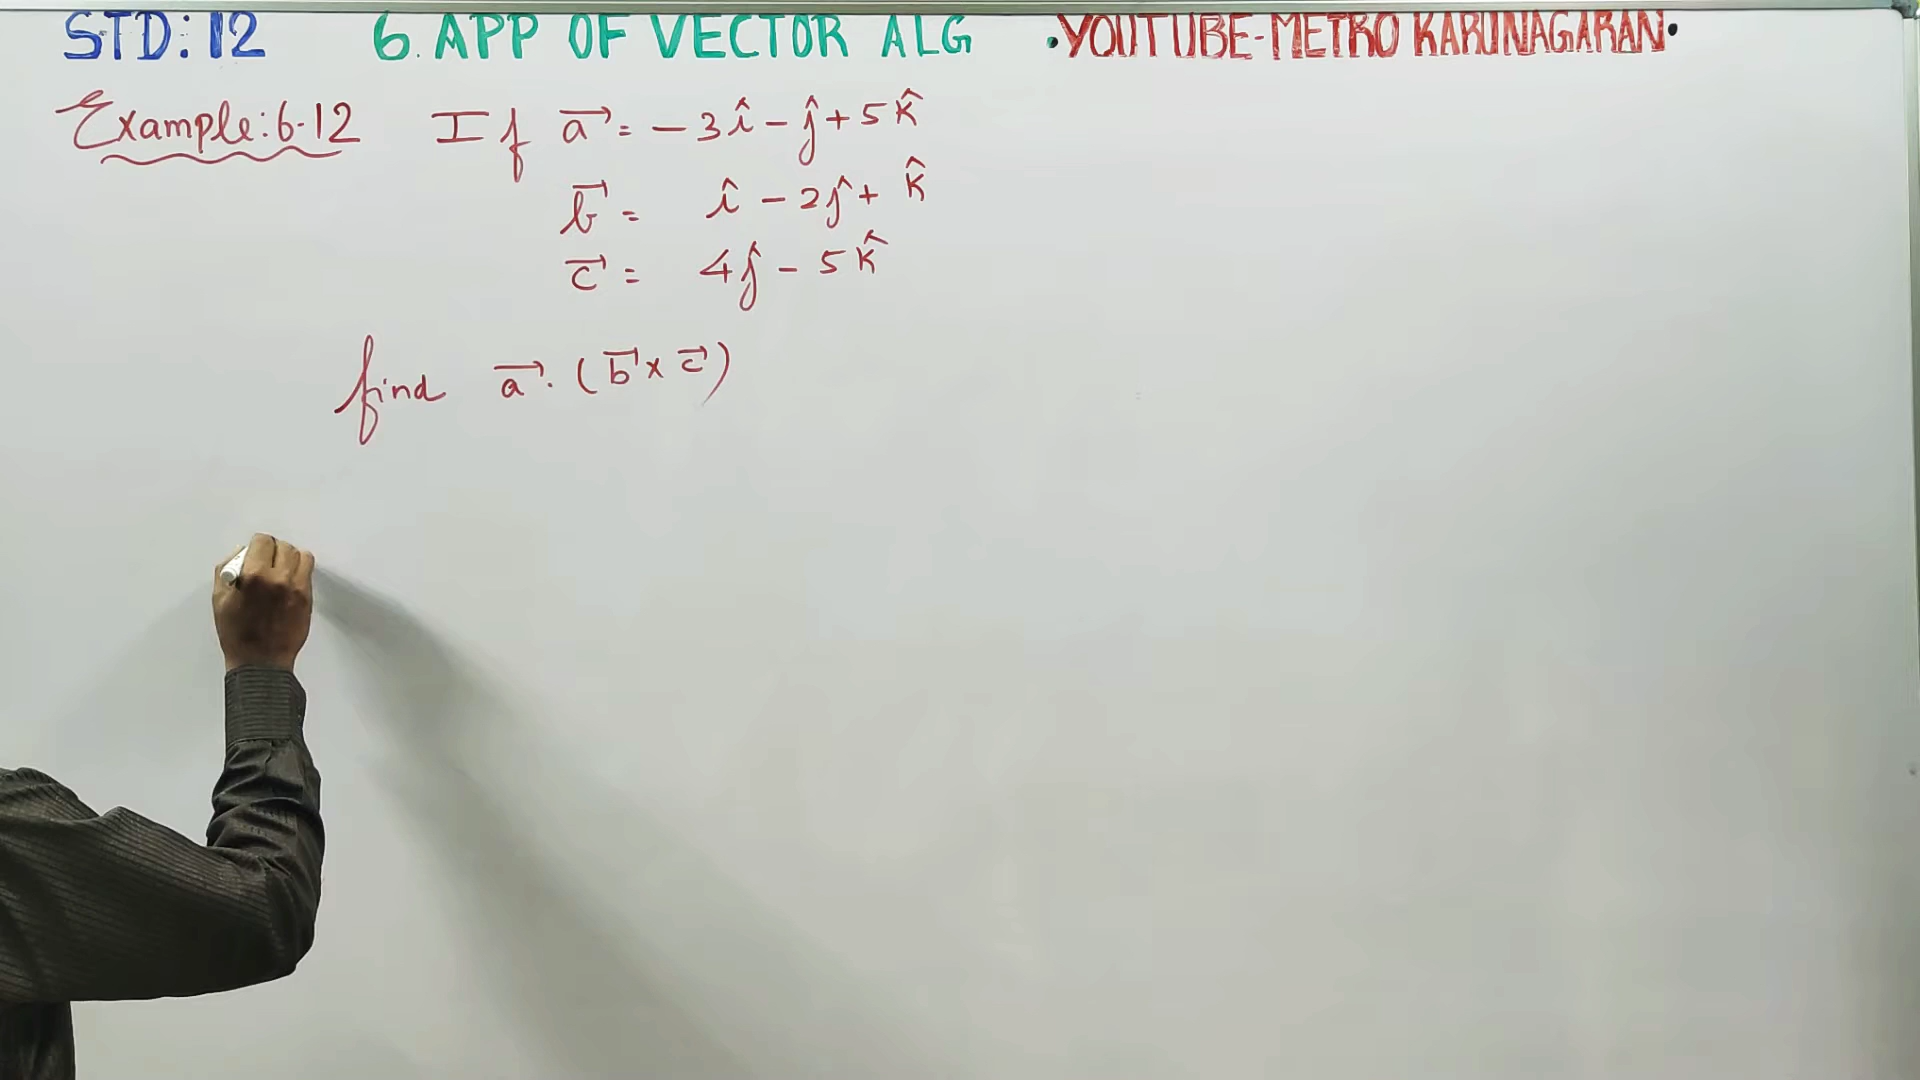 STD: 12 6. APP OF VECTOR ALG •YOUTUBE-METRO KARUNAGARAN•
Example: 6.12 If a⃗ = -3î - ĵ + 5k̂
b⃗ = î - 2ĵ + k̂
c⃗ = 4ĵ - 5k̂
find a⃗ . (b⃗ × c⃗)